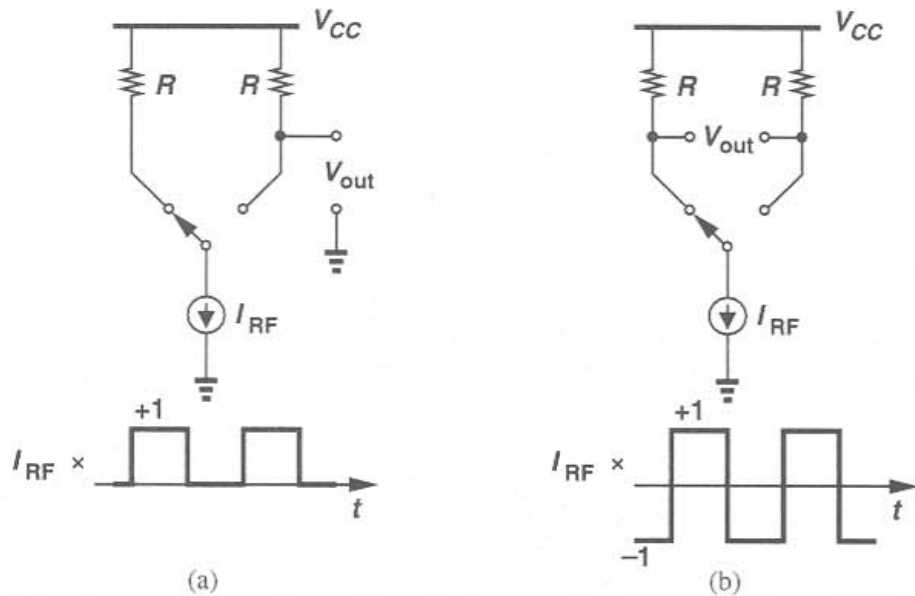 V_CC
R R
V_out
I_RF
+1
I_RF ×
t
(a)
V_CC
R R
V_out
I_RF
+1
I_RF ×
t
−1
(b)